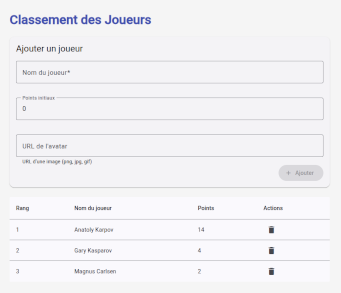 Classement des Joueurs
Ajouter un joueur
Nom du joueur*
Points initiaux
0
URL de l'avatar
URL d'une image (png, jpg, gif)
+ Ajouter
Rang Nom du joueur Points Actions
1 Anatoly Karpov 14
2 Gary Kasparov 4
3 Magnus Carlsen 2